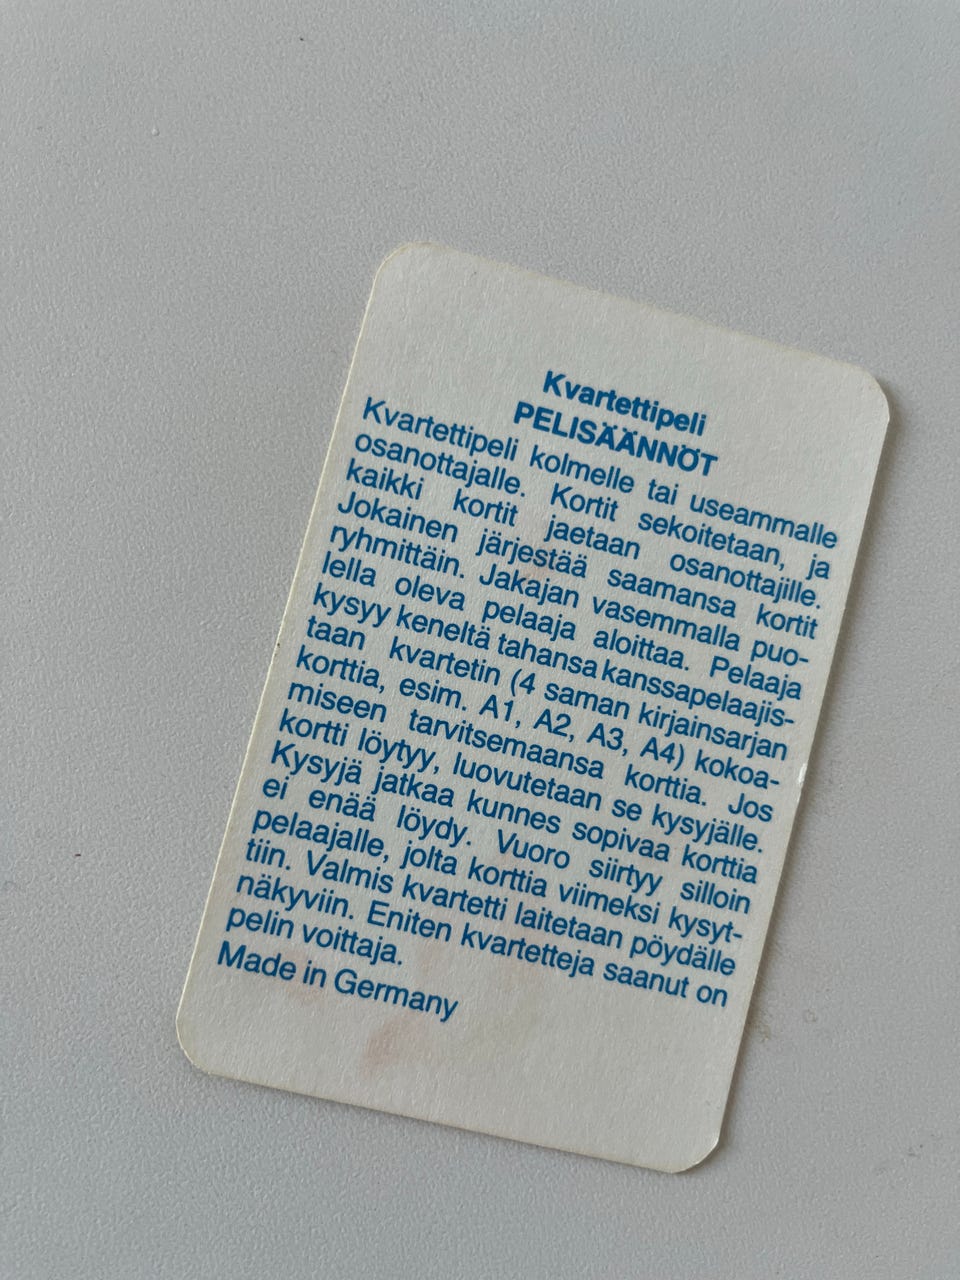 Kvartettipeli
PELISÄÄNNÖT
Kvartettipeli kolmelle tai useammalle
osanottajalle. Kortit sekoitetaan, ja
kaikki kortit jaetaan osanottajille.
Jokainen järjestää saamansa kortit
ryhmittäin. Jakajan vasemmalla puo-
lella oleva pelaaja aloittaa. Pelaaja
kysyy keneltä tahansa kanssapelaajis-
taan kvartetin (4 saman kirjainsarjan
korttia, esim. A1, A2, A3, A4) kokoa-
miseen tarvitsemaansa korttia. Jos
kortti löytyy, luovutetaan se kysyjälle.
Kysyjä jatkaa kunnes sopivaa korttia
ei enää löydy. Vuoro siirtyy silloin
pelaajalle, jolta korttia viimeksi kysyt-
tiin. Valmis kvartetti laitetaan pöydälle
näkyviin. Eniten kvartetteja saanut on
pelin voittaja.
Made in Germany